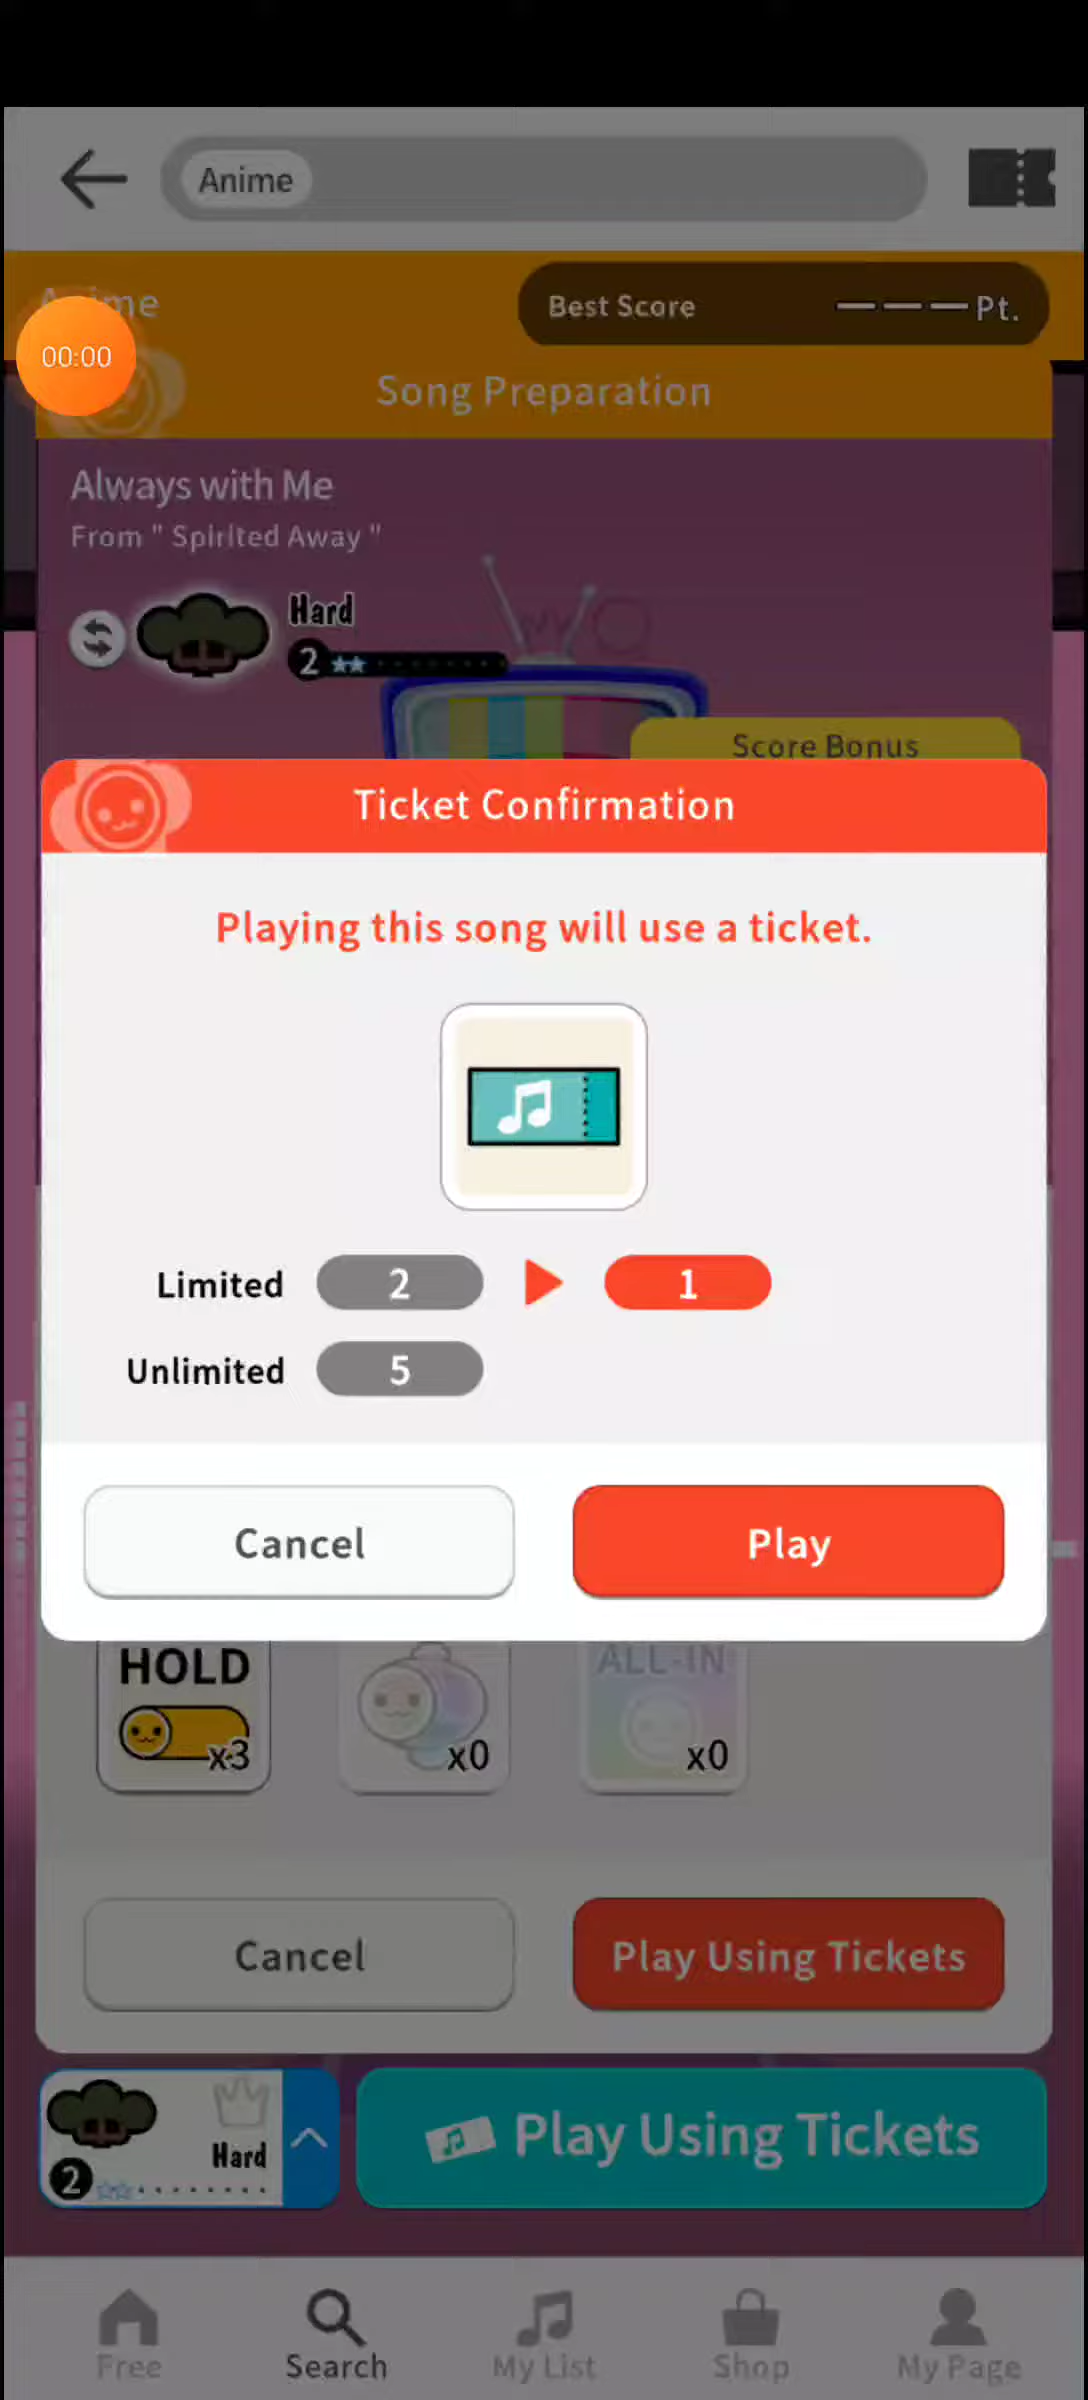 Anime
Anime
Best Score
Pt.
00:00
Song Preparation
Always with Me
From " Spirited Away "
Hard
2 ★★
Score Bonus
Ticket Confirmation
Playing this song will use a ticket.
Limited 2 1
Unlimited 5
Cancel
Play
HOLD
x3
x0
ALL-IN
x0
Cancel
Play Using Tickets
Hard
2
Play Using Tickets
Free
Search
My List
Shop
My Page